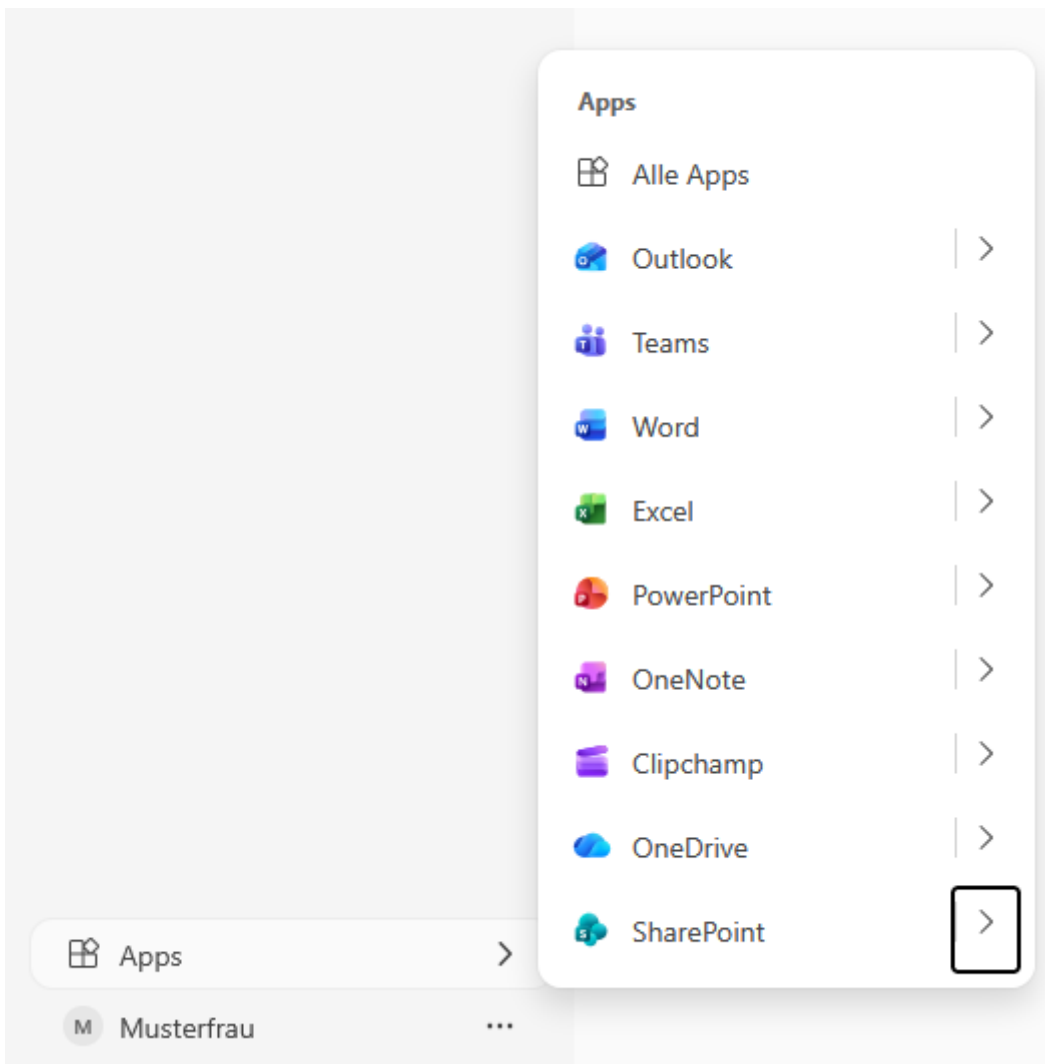 Apps
Alle Apps
Outlook
Teams
Word
Excel
PowerPoint
OneNote
Clipchamp
OneDrive
SharePoint
Apps
M Musterfrau